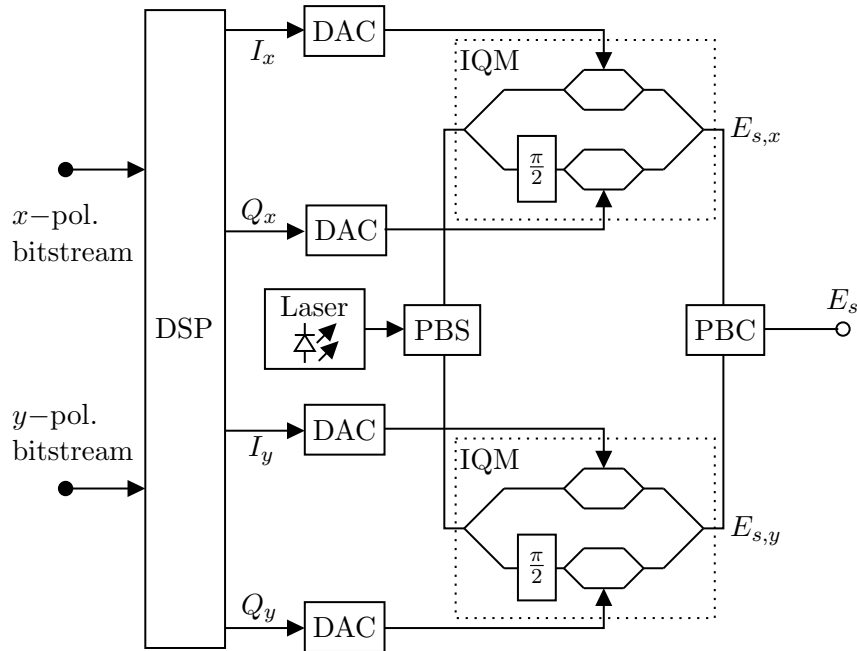 DAC
I_x
IQM
E_{s,x}
π/2
x−pol.
bitstream
Q_x
DAC
Laser
DSP
PBS
PBC
E_s
y−pol.
bitstream
DAC
I_y
IQM
E_{s,y}
π/2
Q_y
DAC